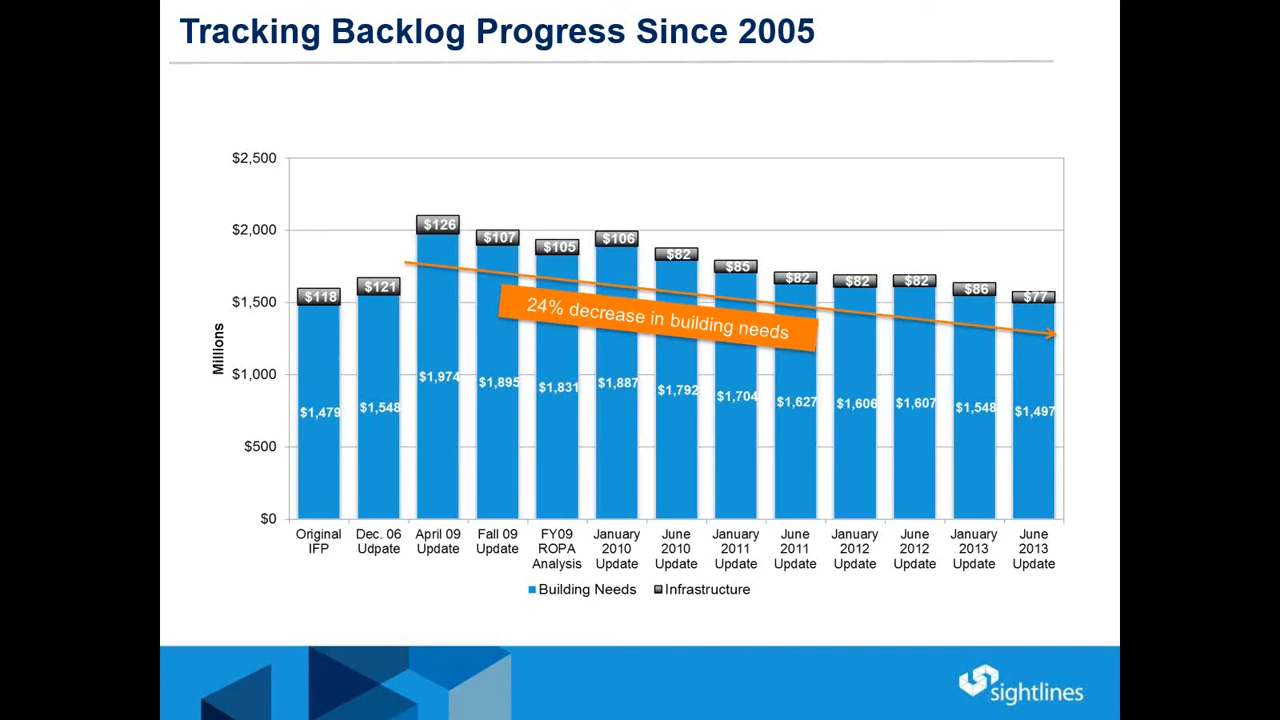 Tracking Backlog Progress Since 2005
$2,500
$2,000
$1,500
$1,000
$500
$0
Millions
$118
$121
$126
$107
$105
$106
$82
$85
$82
$82
$82
$86
$77
24% decrease in building needs
$1,479
$1,548
$1,974
$1,895
$1,831
$1,887
$1,792
$1,704
$1,627
$1,606
$1,607
$1,548
$1,497
Original
IFP
Dec. 06
Udpate
April 09
Update
Fall 09
Update
FY09
ROPA
Analysis
January
2010
Update
June
2010
Update
January
2011
Update
June
2011
Update
January
2012
Update
June
2012
Update
January
2013
Update
June
2013
Update
Building Needs
Infrastructure
sightlines